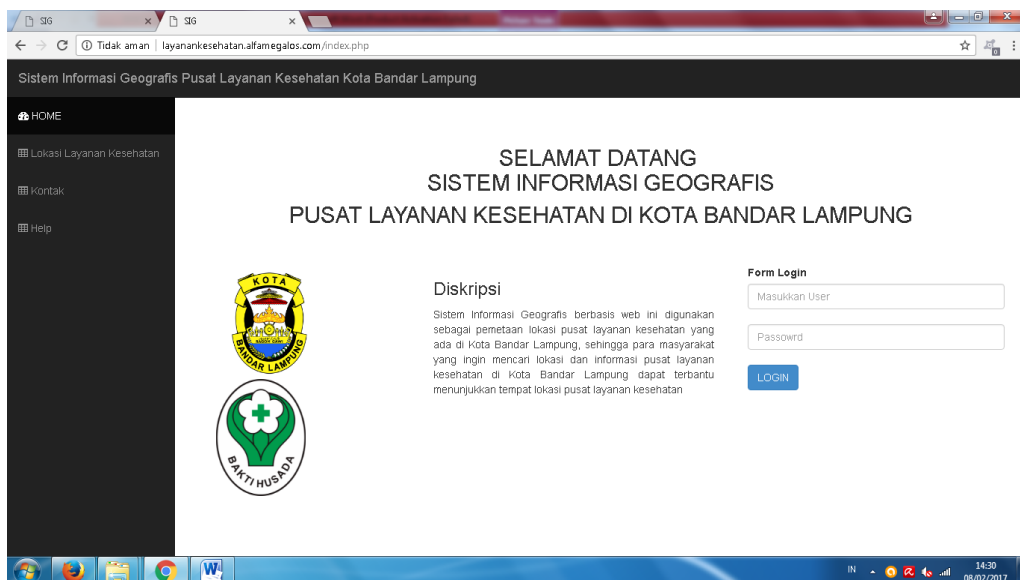 SIG
SIG
Tidak aman | layanankesehatan.alfamegalos.com/index.php
Sistem Informasi Geografis Pusat Layanan Kesehatan Kota Bandar Lampung
HOME
Lokasi Layanan Kesehatan
Kontak
Help
SELAMAT DATANG
SISTEM INFORMASI GEOGRAFIS
PUSAT LAYANAN KESEHATAN DI KOTA BANDAR LAMPUNG
KOTA
BANDAR LAMPUNG
BAKTI HUSADA
Diskripsi
Sistem Informasi Geografis berbasis web ini digunakan
sebagai pemetaan lokasi pusat layanan kesehatan yang
ada di Kota Bandar Lampung, sehingga para masyarakat
yang ingin mencari lokasi dan informasi pusat layanan
kesehatan di Kota Bandar Lampung dapat terbantu
menunjukkan tempat lokasi pusat layanan kesehatan
Form Login
Masukkan User
Passowrd
LOGIN
IN
14:30
08/02/2017